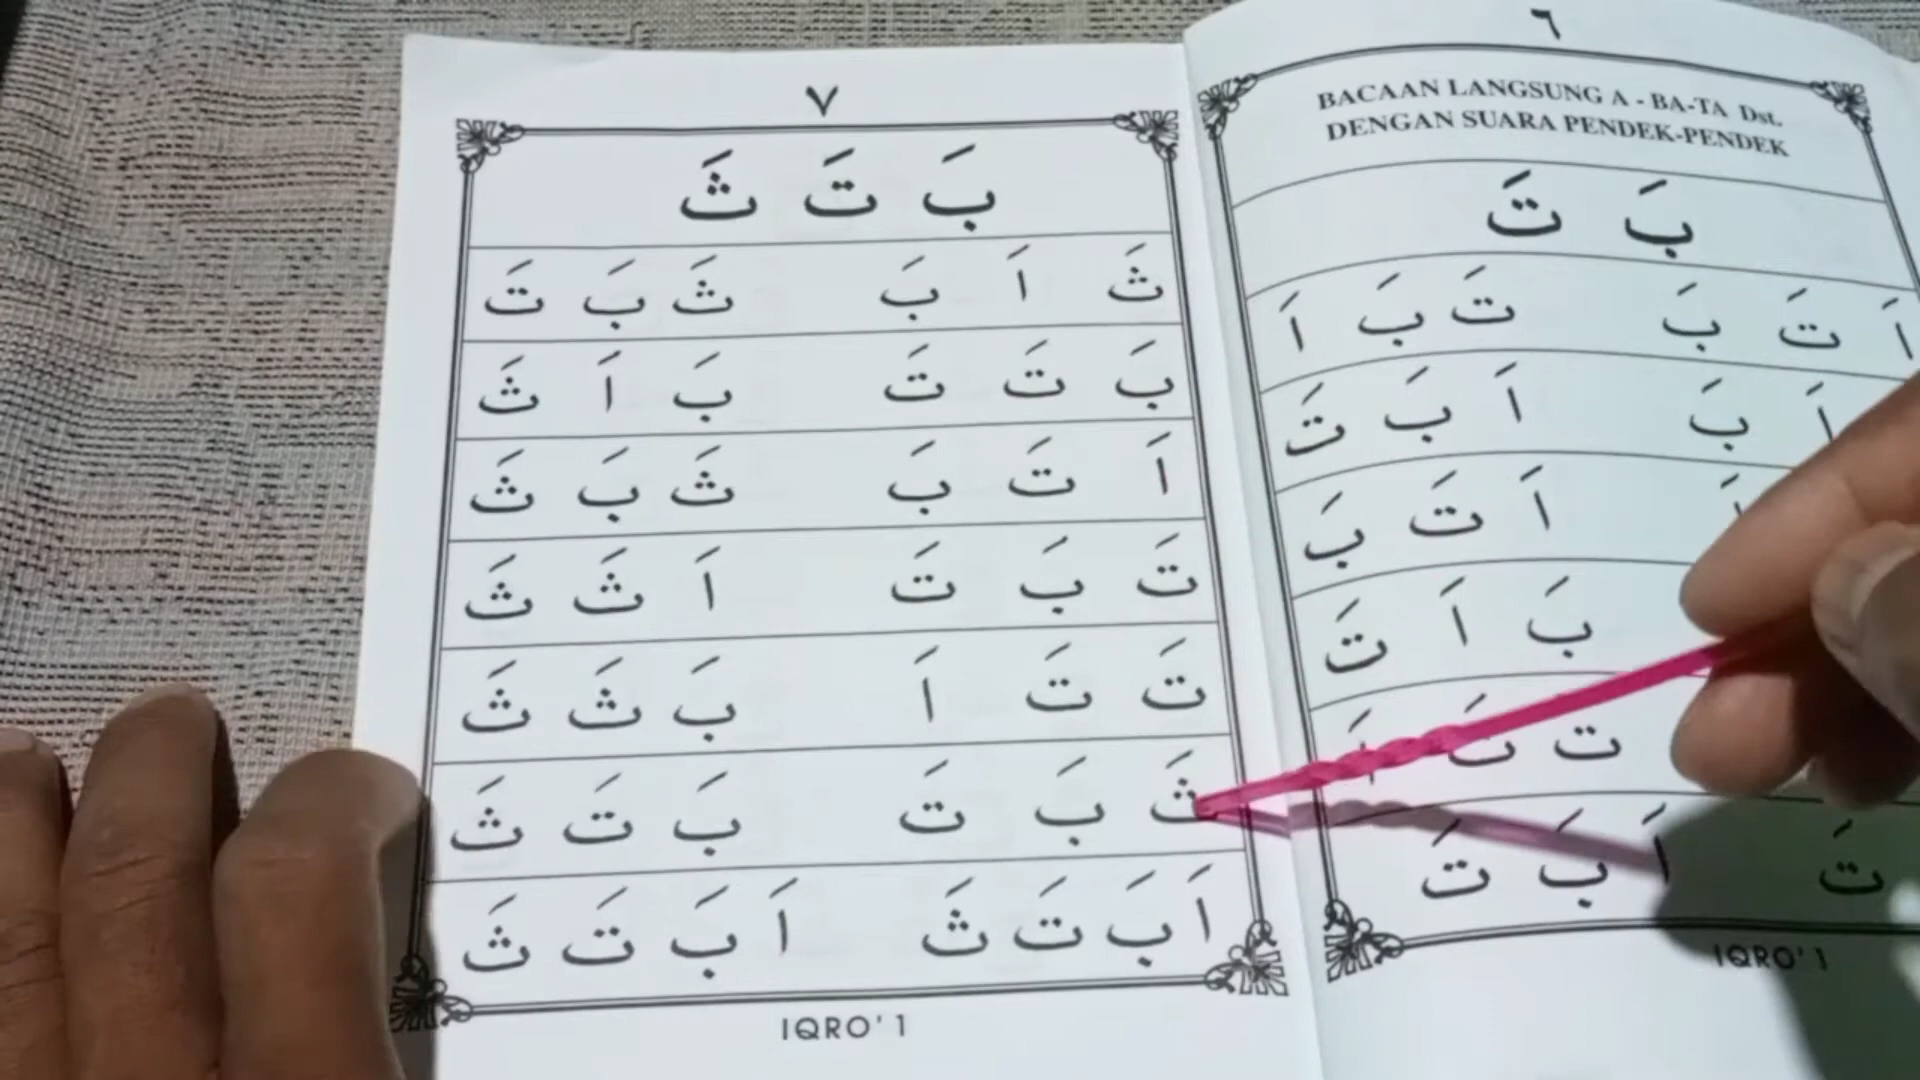 ٦
BACAAN LANGSUNG A - BA-TA Dst.
DENGAN SUARA PENDEK-PENDEK
بَ تَ
اَ تَ بَ تَ بَ اَ
اَ بَ اَ بَ تَ
اَ تَ بَ
بَ اَ تَ
تَ اَ بَ تَ
IQRO' 1
٧
بَ تَ ثَ
ثَ اَ بَ ثَ بَ تَ
بَ تَ تَ بَ اَ ثَ
اَ تَ بَ ثَ بَ ثَ
تَ بَ تَ اَ ثَ ثَ
تَ تَ اَ بَ ثَ ثَ
ثَ بَ تَ بَ تَ ثَ
اَ بَ تَ ثَ اَ بَ تَ ثَ
IQRO' 1